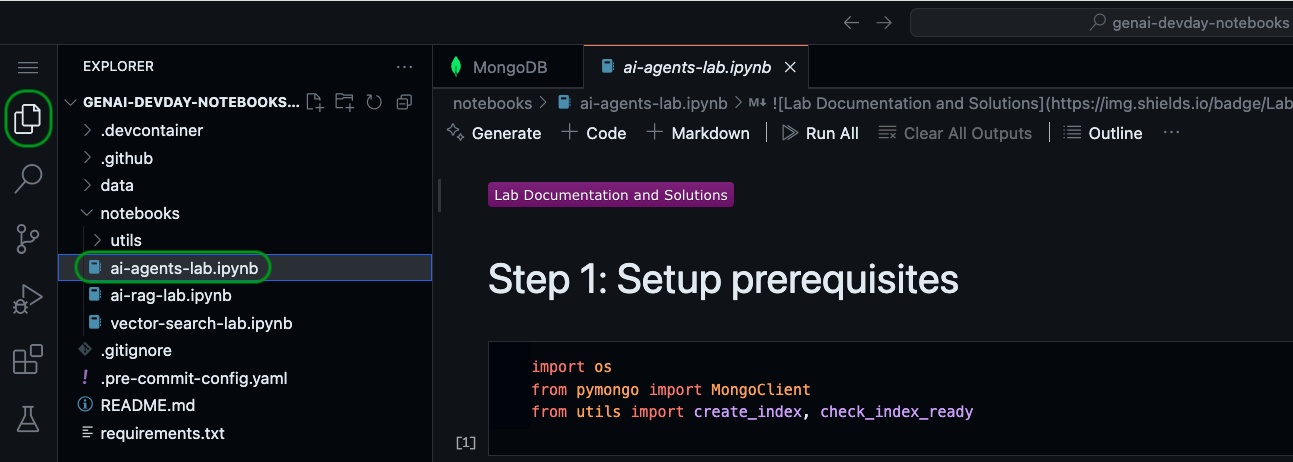 genai-devday-notebooks
EXPLORER
GENAI-DEVDAY-NOTEBOOKS...
.devcontainer
.github
data
notebooks
utils
ai-agents-lab.ipynb
ai-rag-lab.ipynb
vector-search-lab.ipynb
.gitignore
! .pre-commit-config.yaml
README.md
requirements.txt
MongoDB
ai-agents-lab.ipynb
notebooks > ai-agents-lab.ipynb > M↓ ![Lab Documentation and Solutions](https://img.shields.io/badge/Lab
Generate + Code + Markdown | Run All Clear All Outputs | Outline ...
Lab Documentation and Solutions
Step 1: Setup prerequisites
import os
from pymongo import MongoClient
from utils import create_index, check_index_ready
[1]